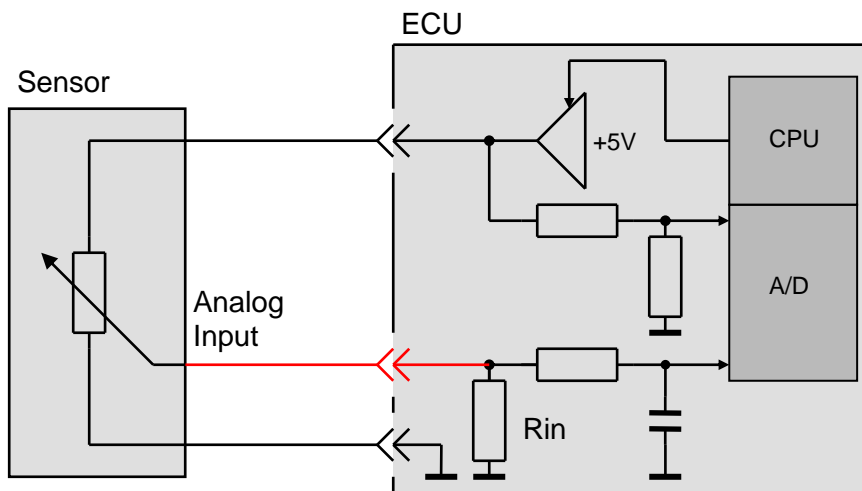 ECU
Sensor
CPU
+5V
A/D
Analog
Input
Rin